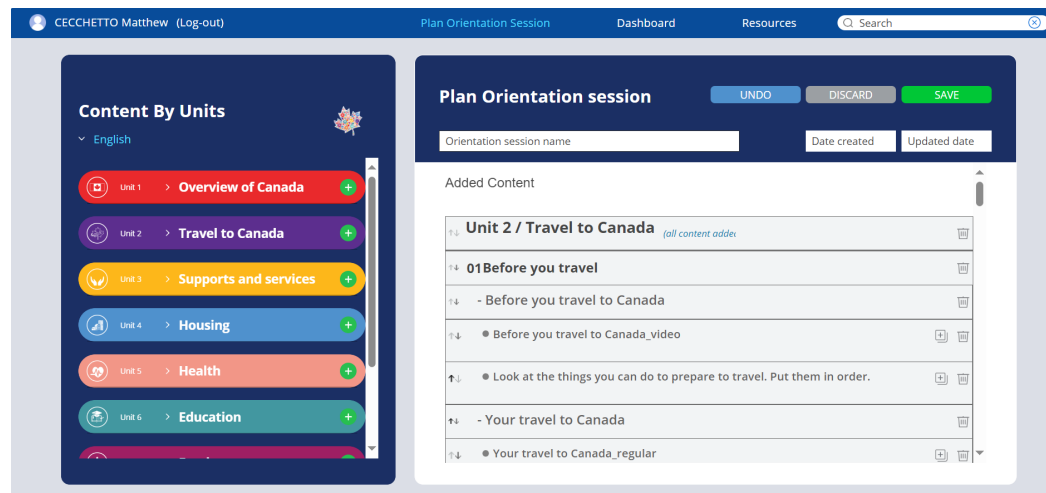 CECCHETTO Matthew (Log-out)
Plan Orientation Session
Dashboard
Resources
Search
Content By Units
English
Unit 1 > Overview of Canada
Unit 2 > Travel to Canada
Unit 3 > Supports and services
Unit 4 > Housing
Unit 5 > Health
Unit 6 > Education
Plan Orientation session
UNDO
DISCARD
SAVE
Orientation session name
Date created
Updated date
Added Content
Unit 2 / Travel to Canada (all content added
01Before you travel
- Before you travel to Canada
● Before you travel to Canada_video
● Look at the things you can do to prepare to travel. Put them in order.
- Your travel to Canada
● Your travel to Canada_regular